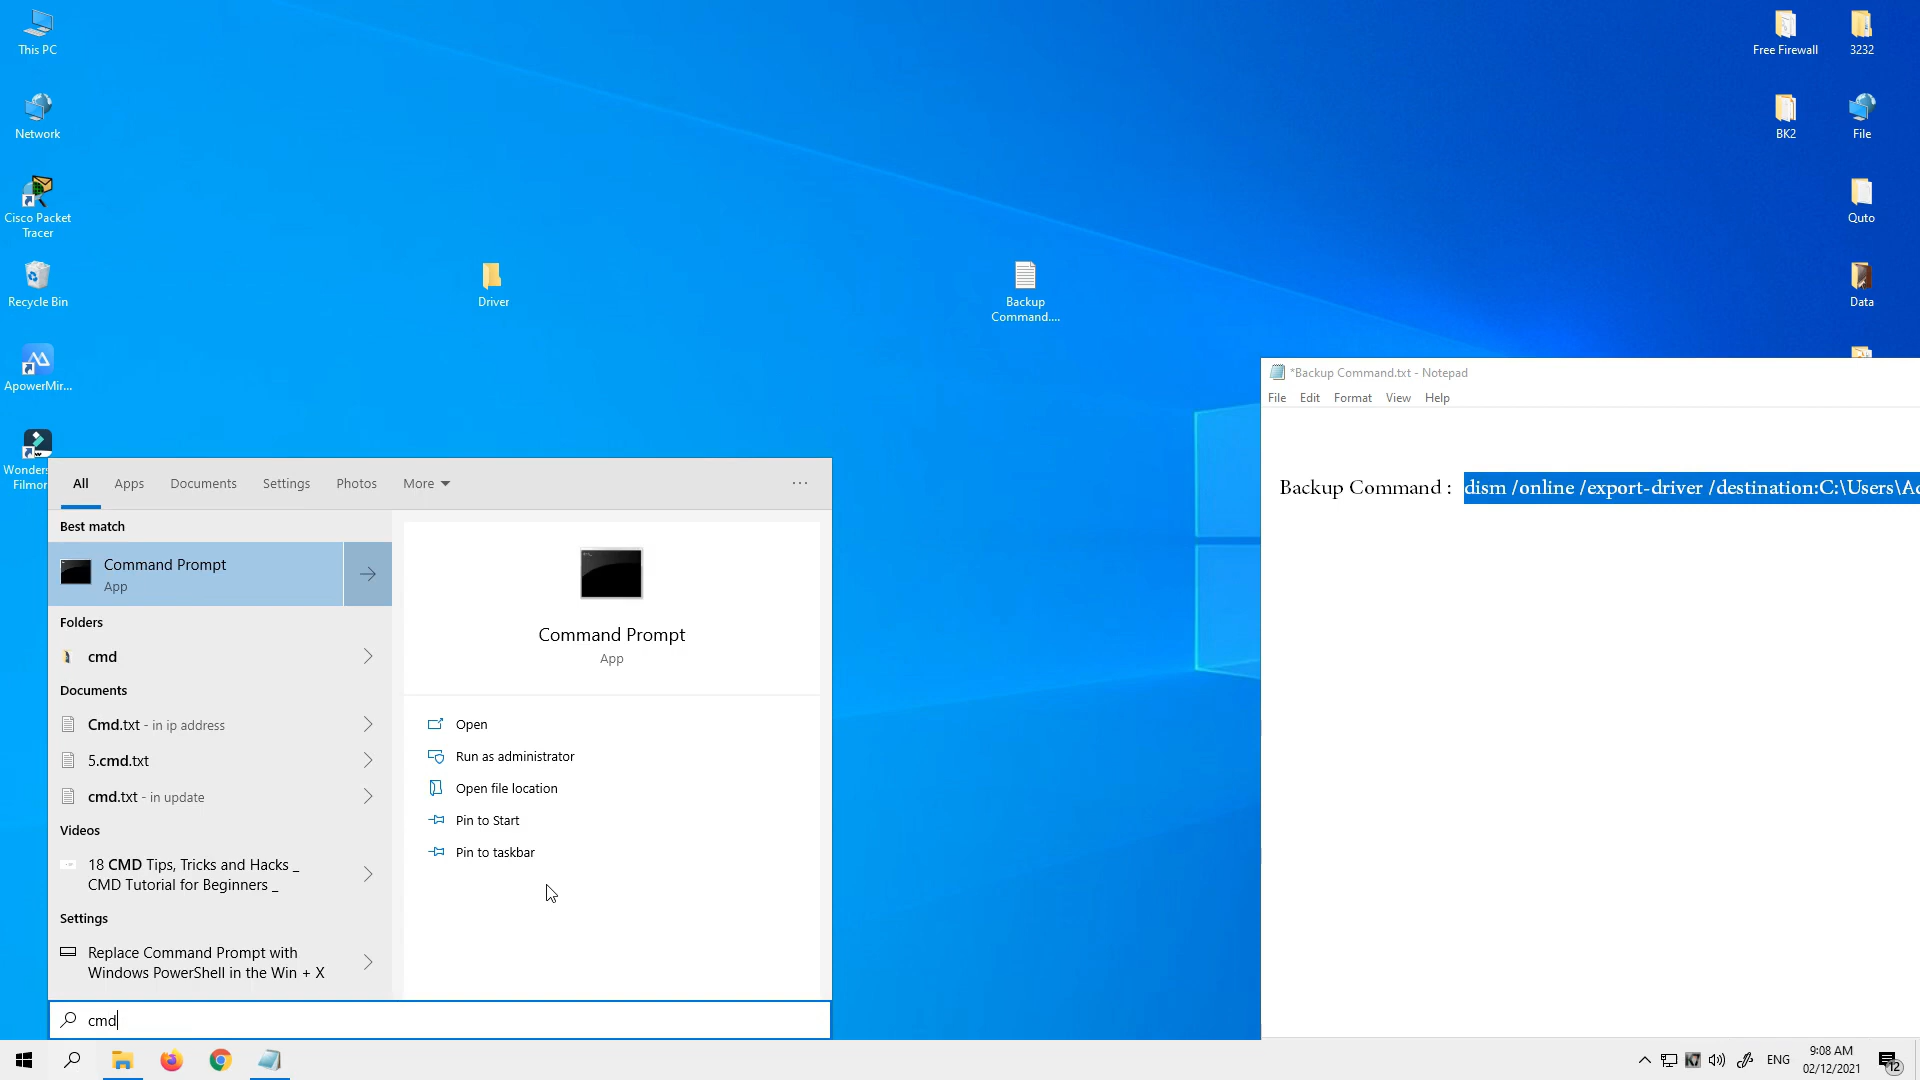 This PC
Network
Cisco Packet
Tracer
Recycle Bin
ApowerMir...
Filmor
Driver
Backup
Command....
Free Firewall
3232
BK2
File
Quto
Data
*Backup Command.txt - Notepad
File Edit Format View Help
Backup Command : dism /online /export-driver /destination:C:\Users\
All Apps Documents Settings Photos More
Best match
Command Prompt
App
Folders
cmd
Documents
Cmd.txt - in ip address
5.cmd.txt
cmd.txt - in update
Videos
18 CMD Tips, Tricks and Hacks _
CMD Tutorial for Beginners _
Settings
Replace Command Prompt with
Windows PowerShell in the Win + X
Command Prompt
App
Open
Run as administrator
Open file location
Pin to Start
Pin to taskbar
cmd
ENG
9:08 AM
02/12/2021
12